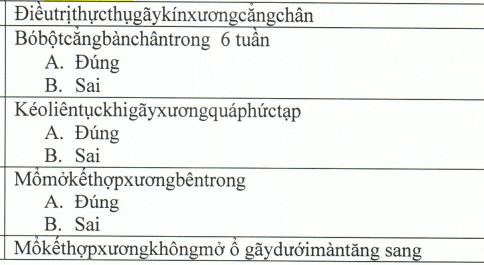 Điềutrịthựcthụgãykínxươngcẳngchân
Bóbộtcẳngbànchântrong 6 tuần
A. Đúng
B. Sai
Kéoliêntụckhigãyxươngquáphứctạp
A. Đúng
B. Sai
Mổmởkếthợpxươngbêntrong
A. Đúng
B. Sai
Mổkếthợpxươngkhôngmở ổ gãydướimàntăng sang